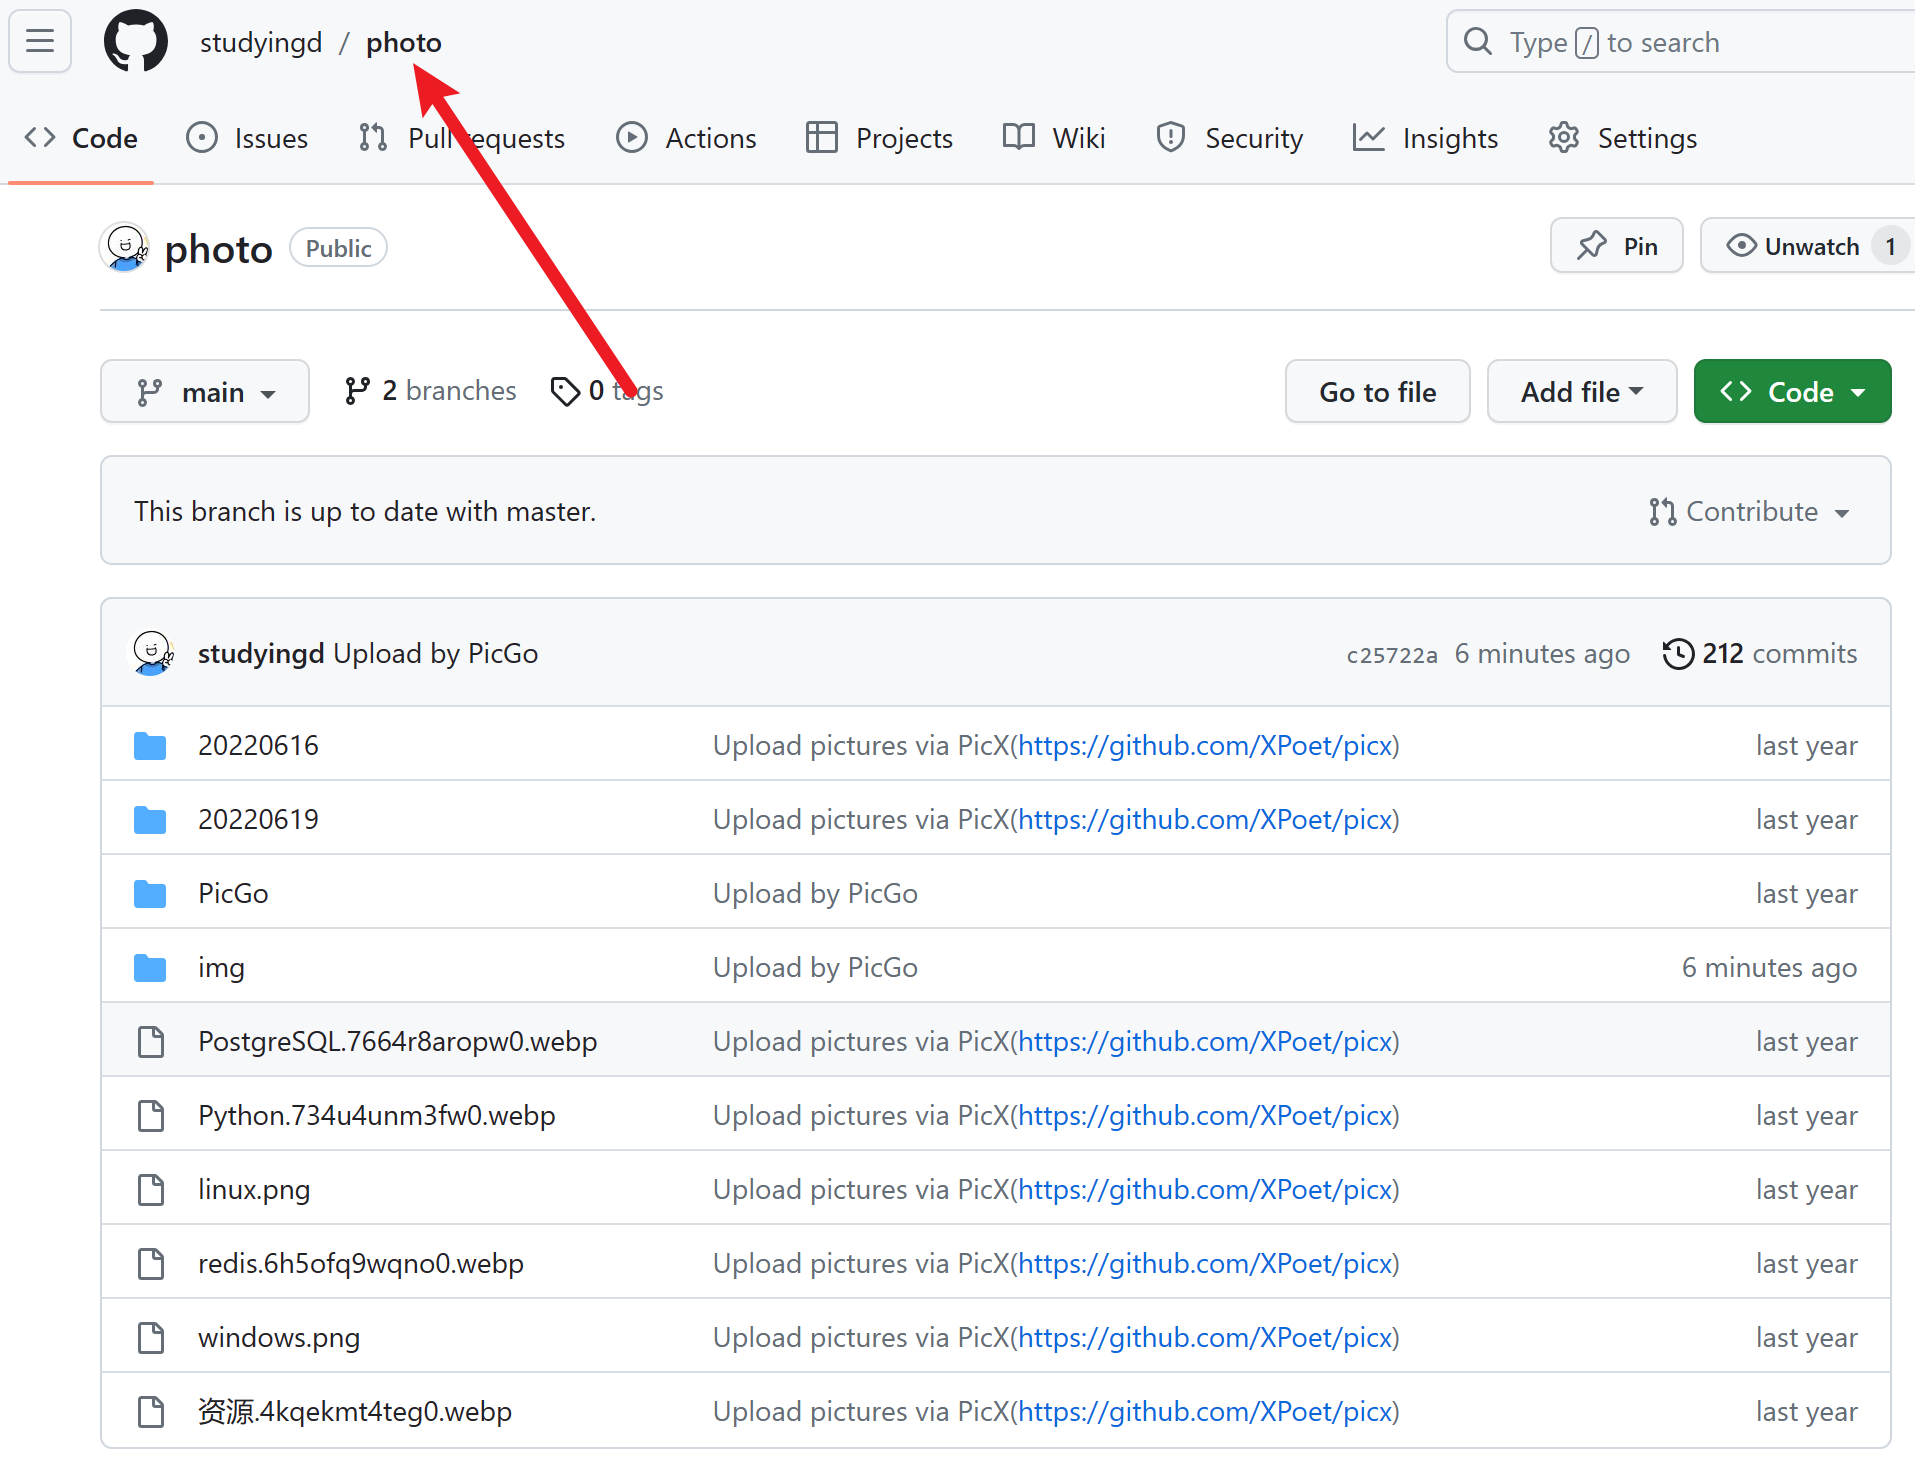 studyingd / photo
Type / to search
Code Issues Pull requests Actions Projects Wiki Security Insights Settings
photo Public
Pin Unwatch 1
main 2 branches 0 tags Go to file Add file Code
This branch is up to date with master. Contribute
studyingd Upload by PicGo c25722a 6 minutes ago 212 commits
20220616 Upload pictures via PicX(https://github.com/XPoet/picx) last year
20220619 Upload pictures via PicX(https://github.com/XPoet/picx) last year
PicGo Upload by PicGo last year
img Upload by PicGo 6 minutes ago
PostgreSQL.7664r8aropw0.webp Upload pictures via PicX(https://github.com/XPoet/picx) last year
Python.734u4unm3fw0.webp Upload pictures via PicX(https://github.com/XPoet/picx) last year
linux.png Upload pictures via PicX(https://github.com/XPoet/picx) last year
redis.6h5ofq9wqno0.webp Upload pictures via PicX(https://github.com/XPoet/picx) last year
windows.png Upload pictures via PicX(https://github.com/XPoet/picx) last year
资源.4kqekmt4teg0.webp Upload pictures via PicX(https://github.com/XPoet/picx) last year